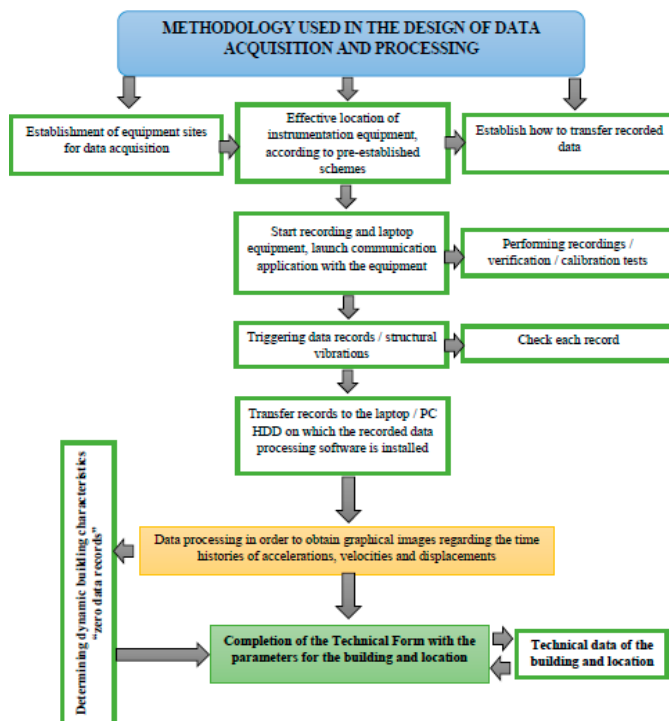 METHODOLOGY USED IN THE DESIGN OF DATA
ACQUISITION AND PROCESSING
Establishment of equipment sites
for data acquisition
Effective location of
instrumentation equipment,
according to pre-established
schemes
Establish how to transfer recorded
data
Start recording and laptop
equipment, launch communication
application with the equipment
Performing recordings /
verification / calibration tests
Triggering data records / structural
vibrations
Check each record
Transfer records to the laptop / PC
HDD on which the recorded data
processing software is installed
Determining dynamic building characteristics
“zero data records”
Data processing in order to obtain graphical images regarding the time
histories of accelerations, velocities and displacements
Completion of the Technical Form with the
parameters for the building and location
Technical data of the
building and location